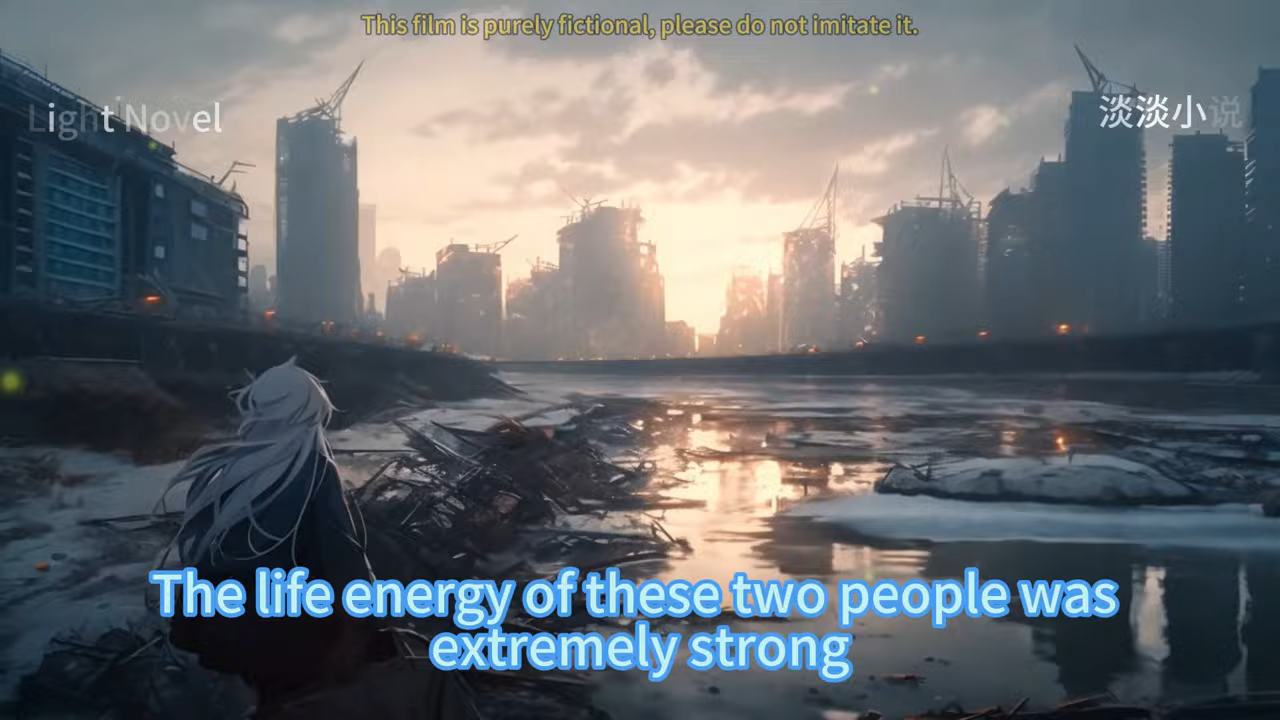 This film is purely fictional, please do not imitate it.
Light Novel
淡淡小说
The life energy of these two people was
extremely strong